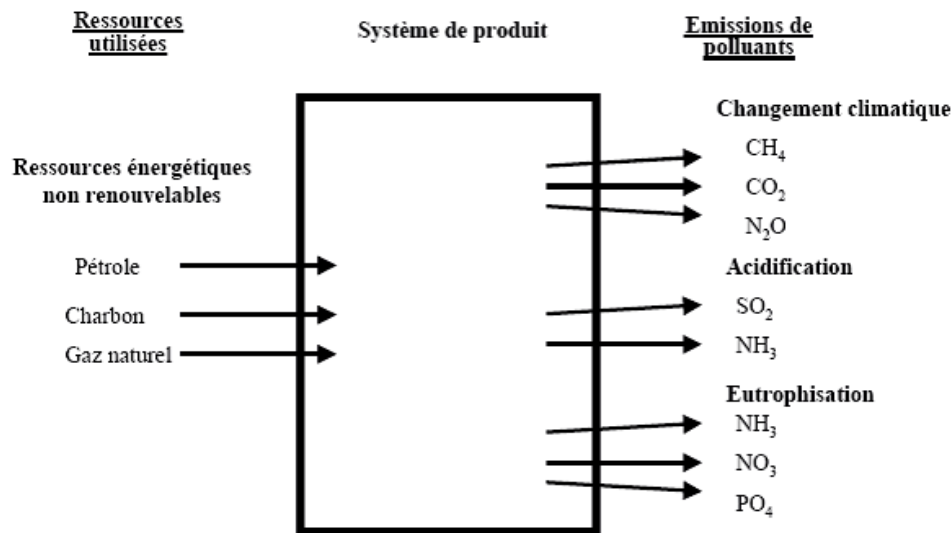 Ressources
utilisées
Système de produit
Emissions de
polluants
Changement climatique
Ressources énergétiques
non renouvelables
CH₄
CO₂
N₂O
Pétrole
Charbon
Gaz naturel
Acidification
SO₂
NH₃
Eutrophisation
NH₃
NO₃
PO₄